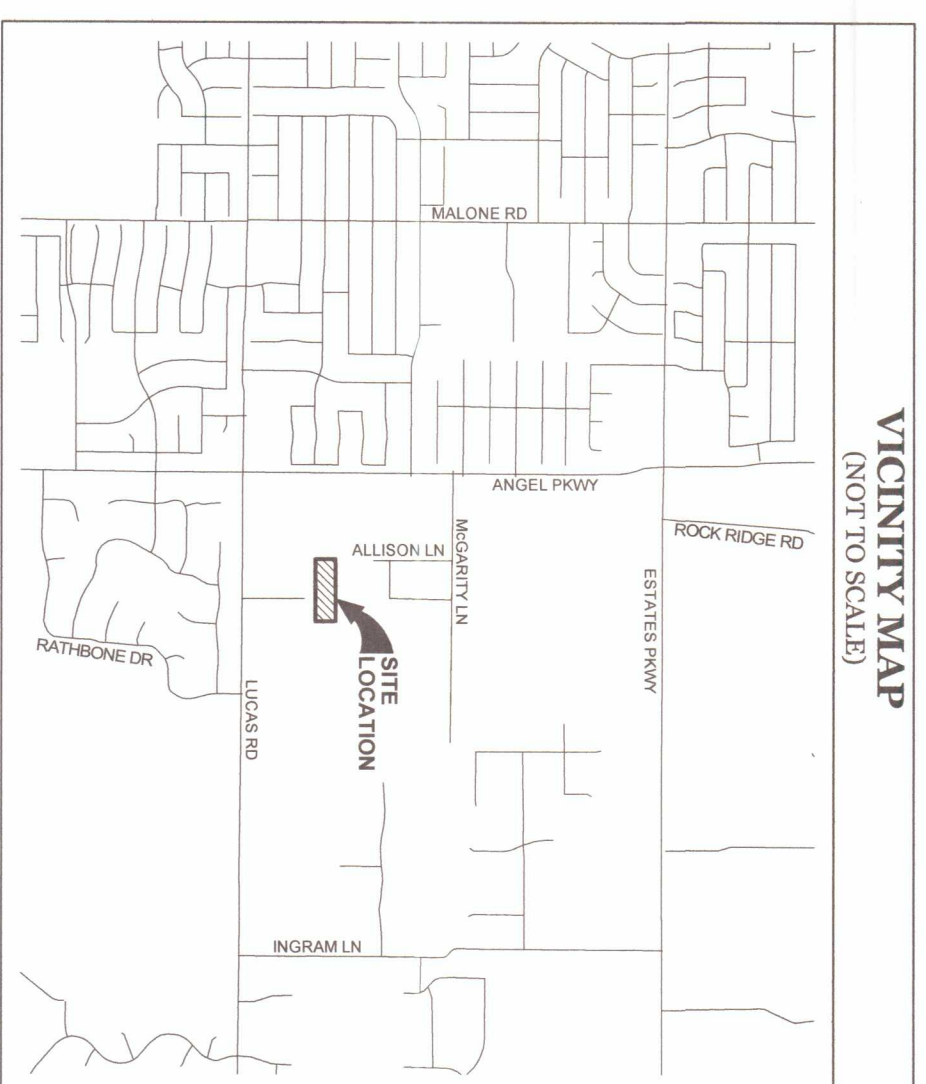 VICINITY MAP
(NOT TO SCALE)
MALONE RD
ANGEL PKWY
ROCK RIDGE RD
McGARITY LN
ALLISON LN
ESTATES PKWY
SITE
LOCATION
RATHBONE DR
LUCAS RD
INGRAM LN